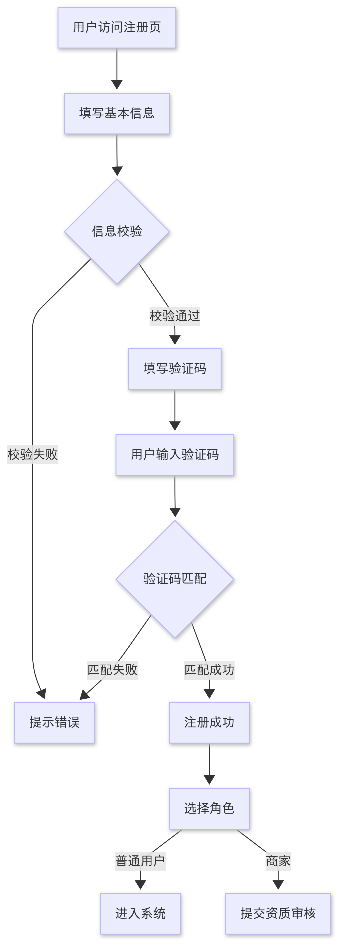 用户访问注册页
填写基本信息
信息校验
校验通过
填写验证码
校验失败
用户输入验证码
验证码匹配
匹配失败
匹配成功
提示错误
注册成功
选择角色
普通用户
商家
进入系统
提交资质审核